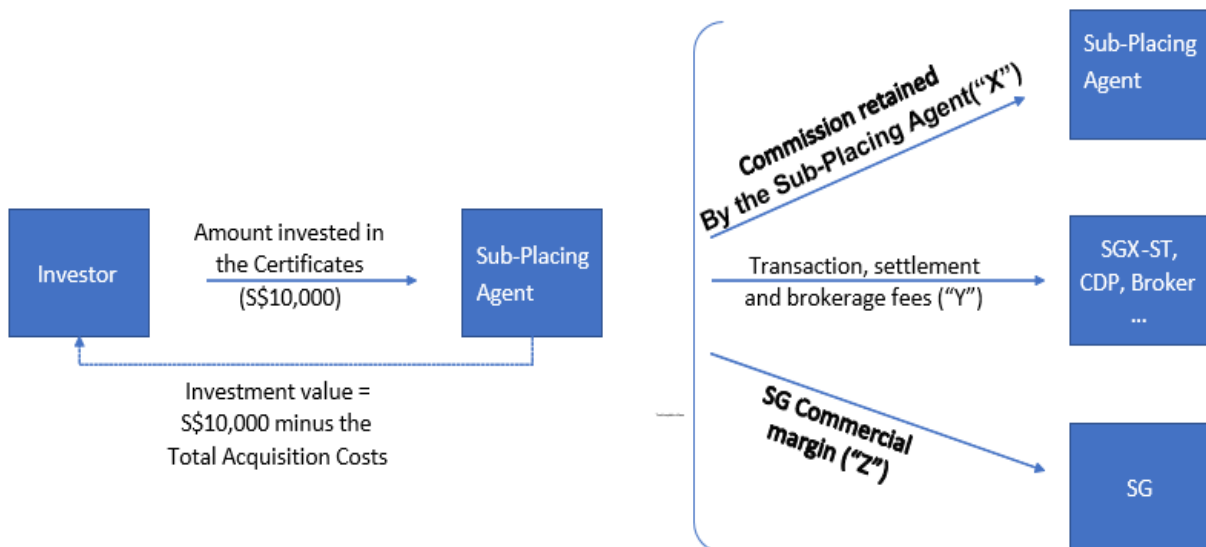 Investor
Amount invested in
the Certificates
(S$10,000)
Sub-Placing
Agent
Investment value =
S$10,000 minus the
Total Acquisition Costs
Commission retained
By the Sub-Placing Agent("X")
Sub-Placing
Agent
Transaction, settlement
and brokerage fees ("Y")
SGX-ST,
CDP, Broker
...
SG Commercial
margin ("Z")
SG